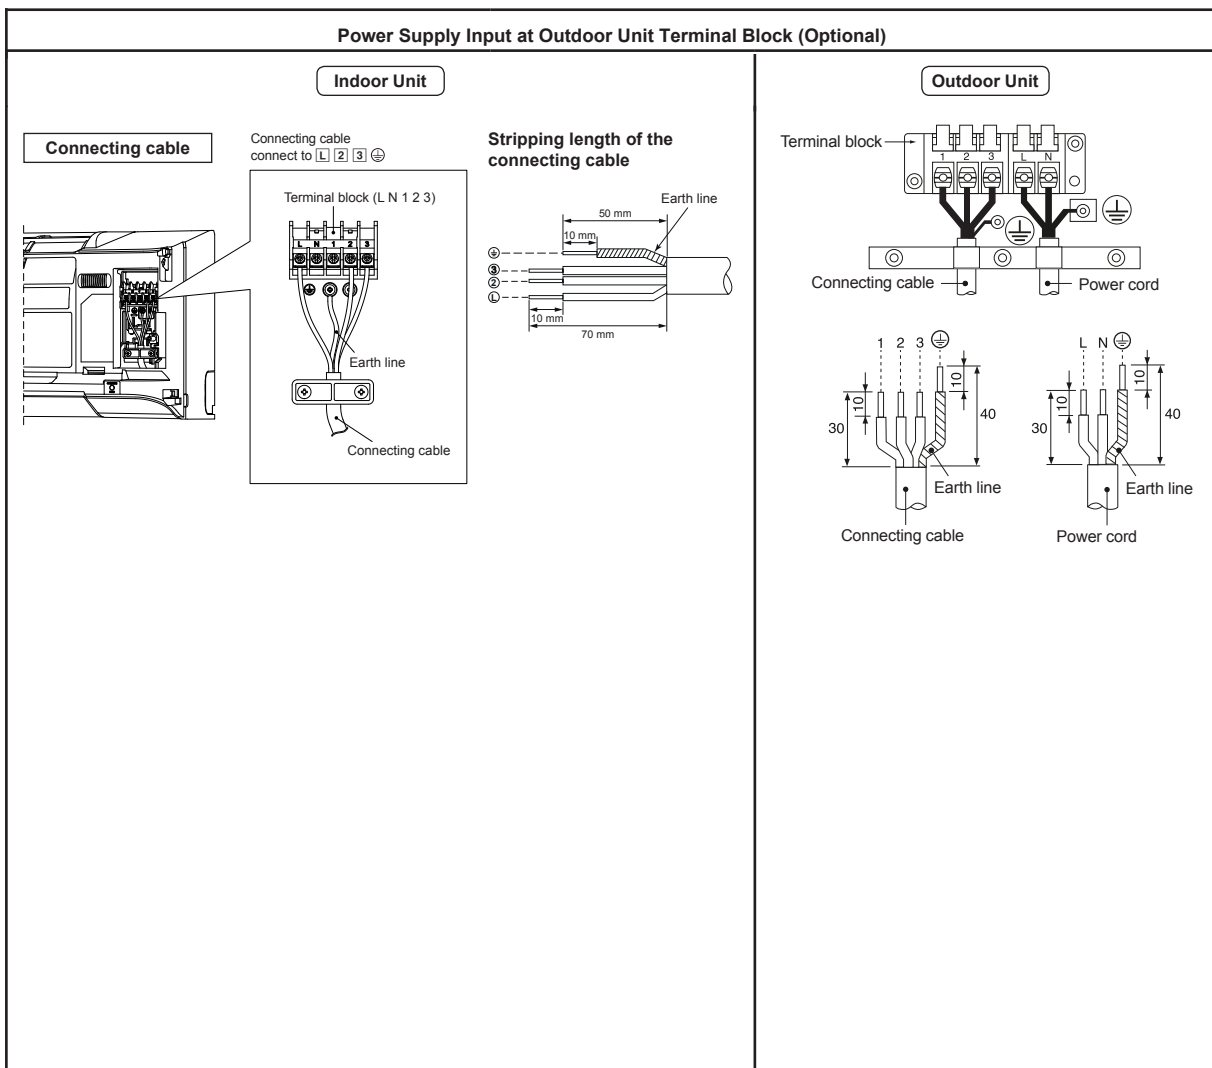 Power Supply Input at Outdoor Unit Terminal Block (Optional)
Indoor Unit
Connecting cable
Connecting cable
connect to L 2 3 ⏚
Terminal block (L N 1 2 3)
L N 1 2 3
Earth line
Connecting cable
Stripping length of the
connecting cable
50 mm
Earth line
10 mm
⏚
3
2
L
10 mm
70 mm
Outdoor Unit
Terminal block
1 2 3 L N
Connecting cable
Power cord
1 2 3 ⏚
10
10
30
40
Earth line
Connecting cable
L N ⏚
10
10
30
40
Earth line
Power cord